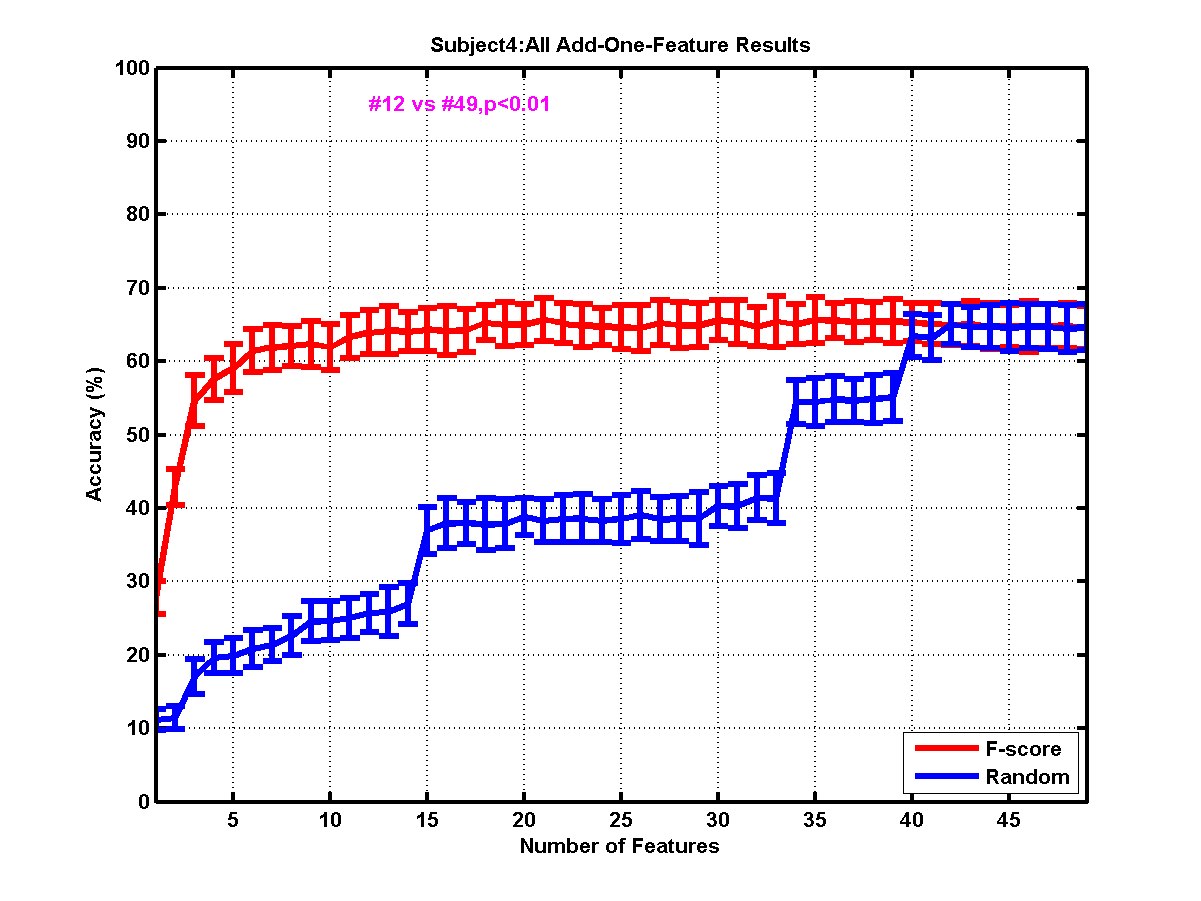 Subject4:All Add-One-Feature Results
#12 vs #49,p<0.01
100
90
80
70
60
50
40
30
20
10
0
Accuracy (%)
5 10 15 20 25 30 35 40 45
Number of Features
F-score
Random